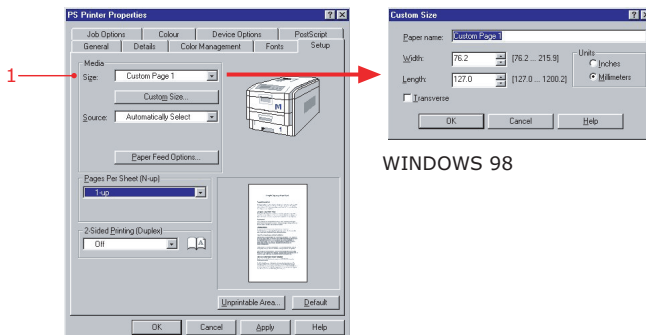 PS Printer Properties
Job Options Colour Device Options PostScript
General Details Color Management Fonts Setup
Media
1
Size: Custom Page 1
Custom Size...
Source: Automatically Select
Paper Feed Options...
Pages Per Sheet (N-up)
1-up
2-Sided Printing (Duplex)
Off
A
M
1
Unprintable Area... Default
OK Cancel Apply Help
Custom Size
Paper name: Custom Page 1
Width: 76.2 [76.2 ... 215.9]
Length: 127.0 [127.0 ... 1200.2]
Units
Inches
Millimeters
Transverse
OK Cancel Help
WINDOWS 98